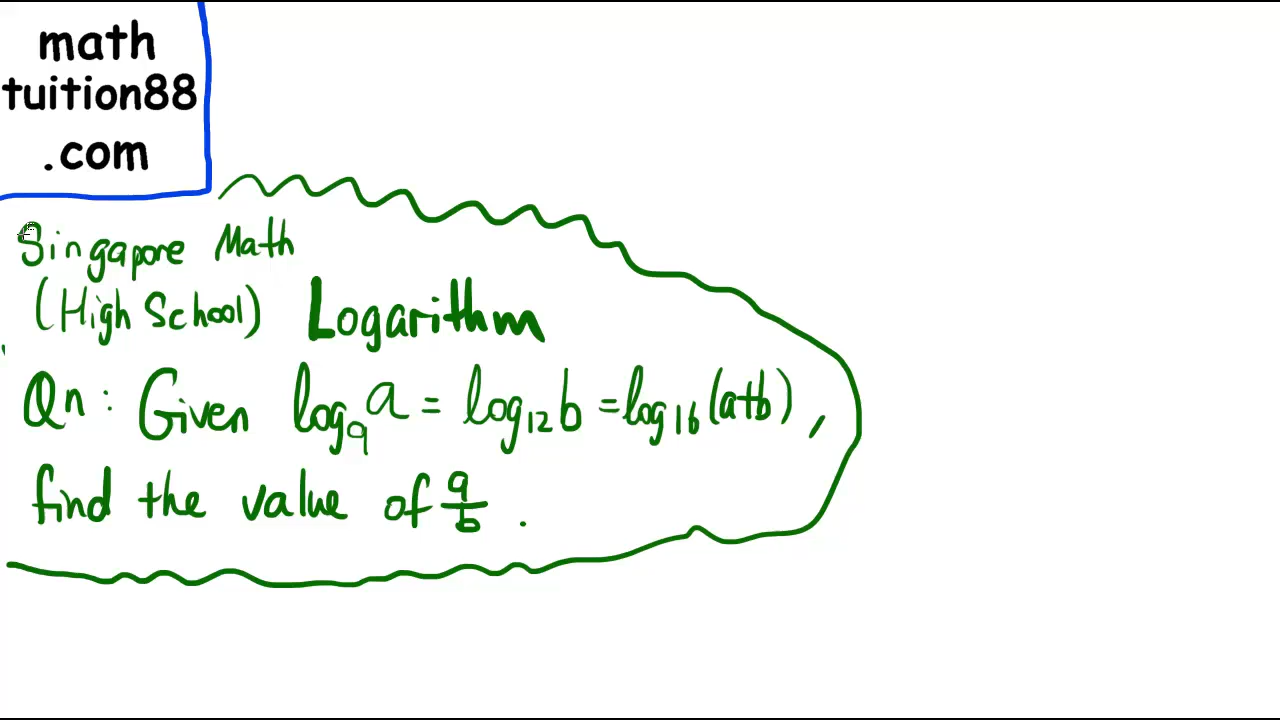 math
tuition88
.com
Singapore Math
(High School) Logarithm
Qn: Given log₉ a = log₁₂ b = log₁₆ (a+b),
find the value of a/b.